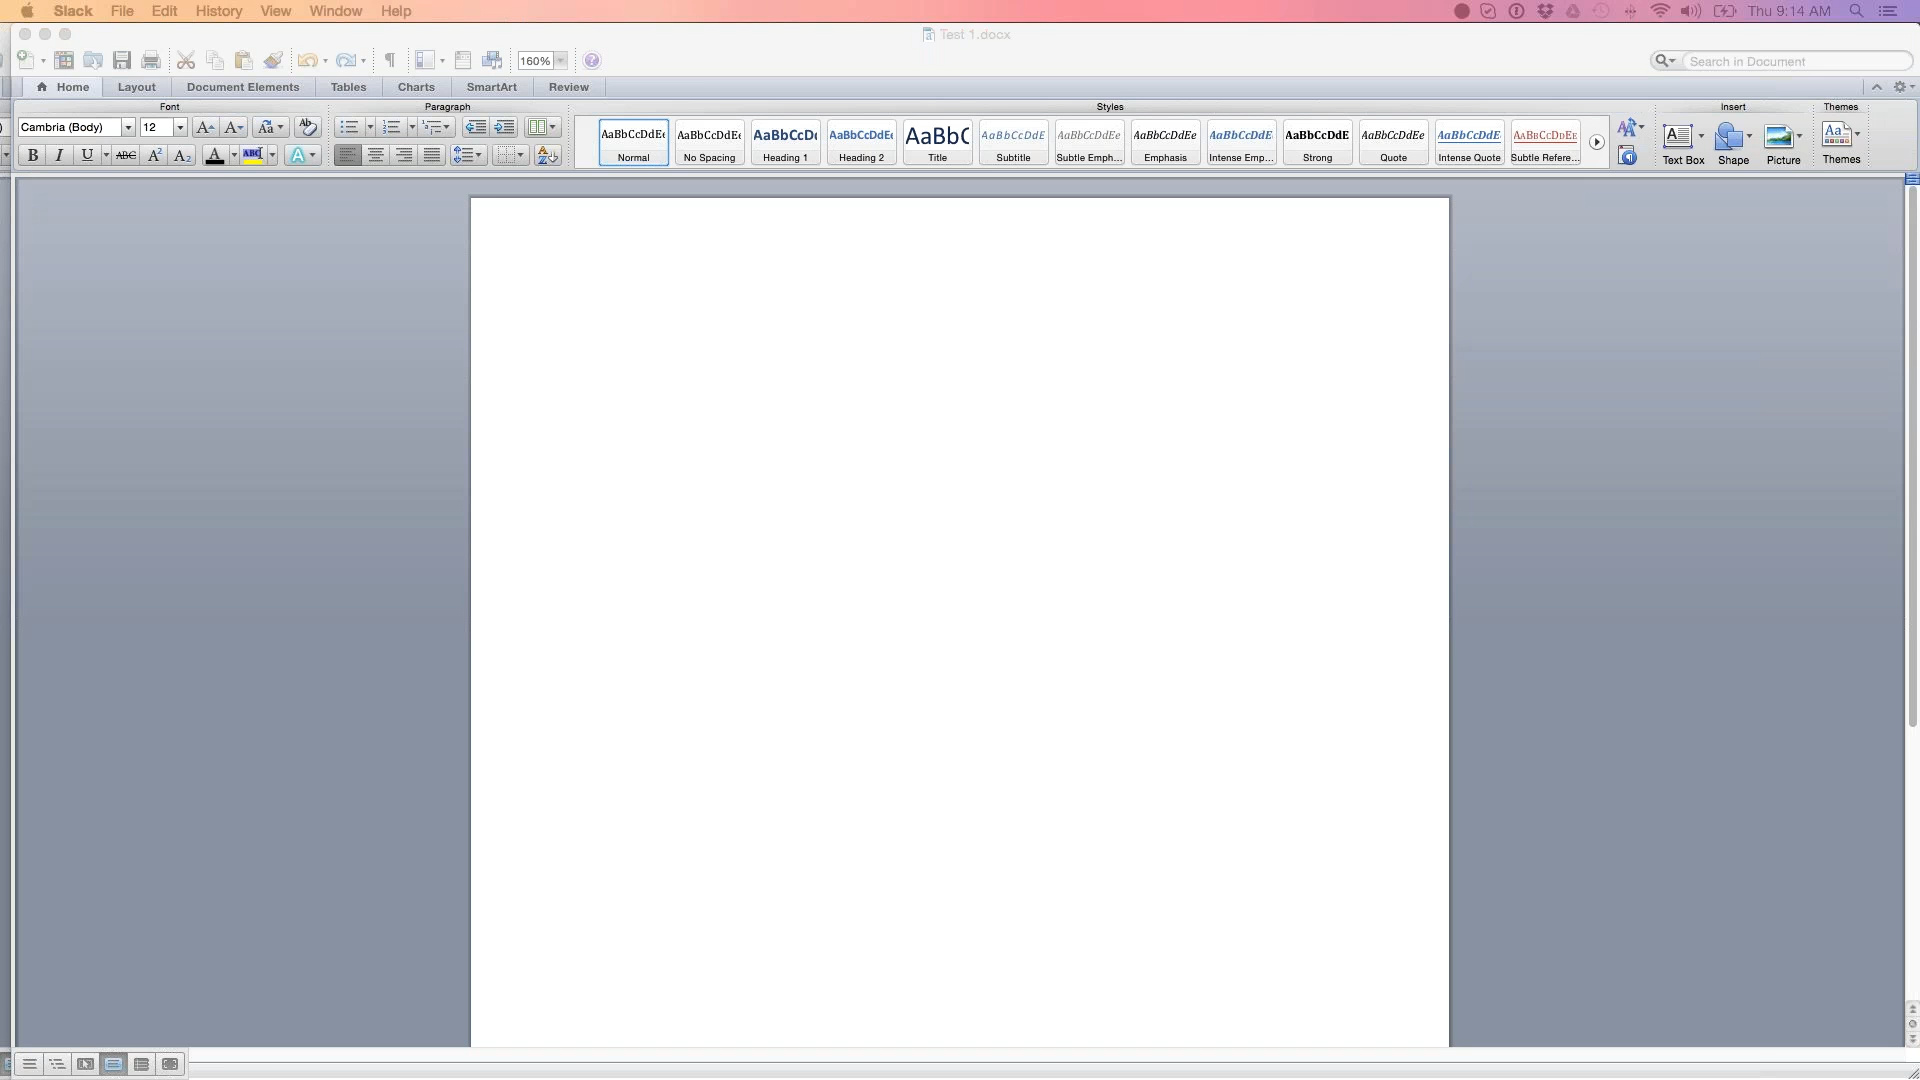 Slack File Edit History View Window Help Thu 9:14 AM
Test 1.docx
160% Search in Document
Home Layout Document Elements Tables Charts SmartArt Review
Font Paragraph Styles Insert Themes
Cambria (Body) 12
AaBbCcDdEe AaBbCcDdEe AaBbCcDc AaBbCcDdEe AaBbC AaBbCcDdE AaBbCcDdEe AaBbCcDdEe AaBbCcDdE AaBbCcDdE AaBbCcDdEe AaBbCcDdE AaBbCcDdEe
Normal No Spacing Heading 1 Heading 2 Title Subtitle Subtle Emph... Emphasis Intense Emp... Strong Quote Intense Quote Subtle Refere...
Text Box Shape Picture Themes
B I U ABC A² A₂ A ABC A